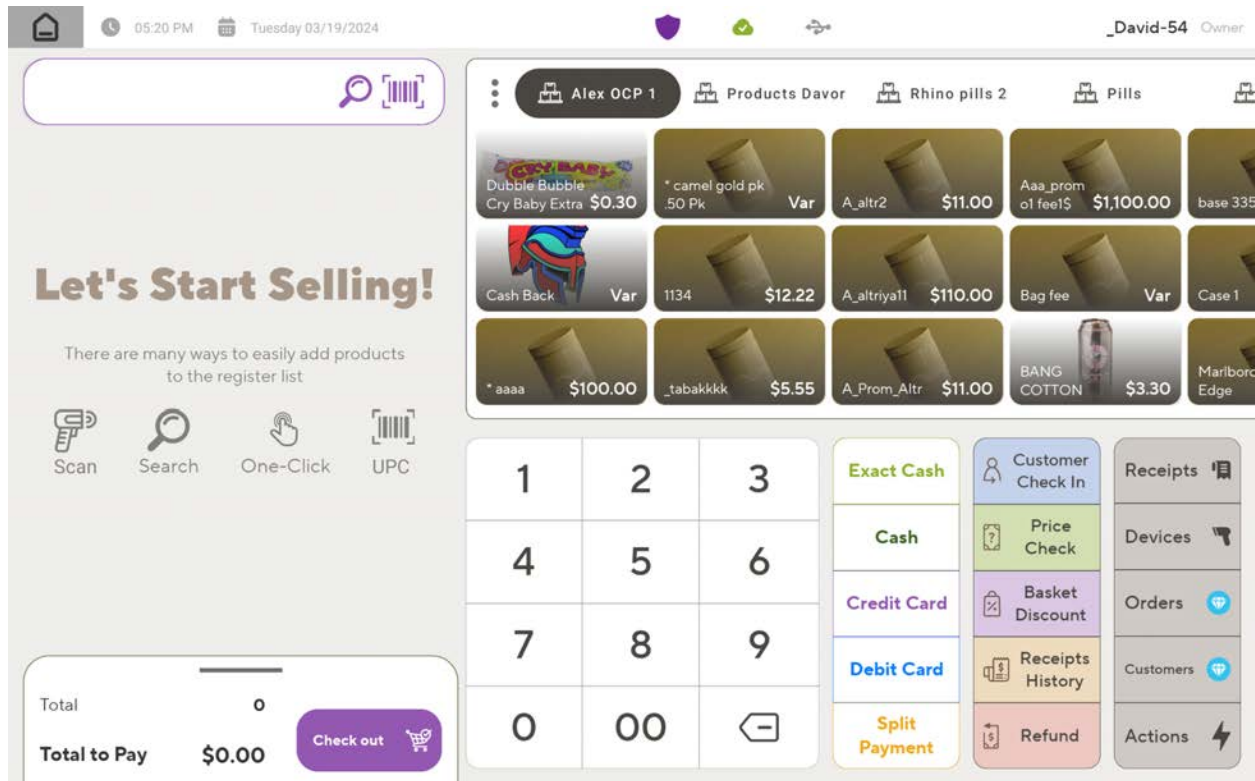 05:20 PM
Tuesday 03/19/2024
_David-54 Owner
Alex OCP 1
Products Davor
Rhino pills 2
Pills
CRY BABY
Dubble Bubble
Cry Baby Extra $0.30
* camel gold pk
.50 Pk Var
A_altr2 $11.00
Aaa_prom
o1 fee1$ $1,100.00
base 335
Cash Back Var
1134 $12.22
A_altriya11 $110.00
Bag fee Var
Case 1
* aaaa $100.00
_tabakkkk $5.55
A_Prom_Altr $11.00
BANG
COTTON $3.30
Marlboro
Edge
Let's Start Selling!
There are many ways to easily add products
to the register list
Scan
Search
One-Click
UPC
Total 0
Total to Pay $0.00
Check out
1 2 3
4 5 6
7 8 9
0 00
Exact Cash
Cash
Credit Card
Debit Card
Split
Payment
Customer
Check In
Price
Check
Basket
Discount
Receipts
History
Refund
Receipts
Devices
Orders
Customers
Actions